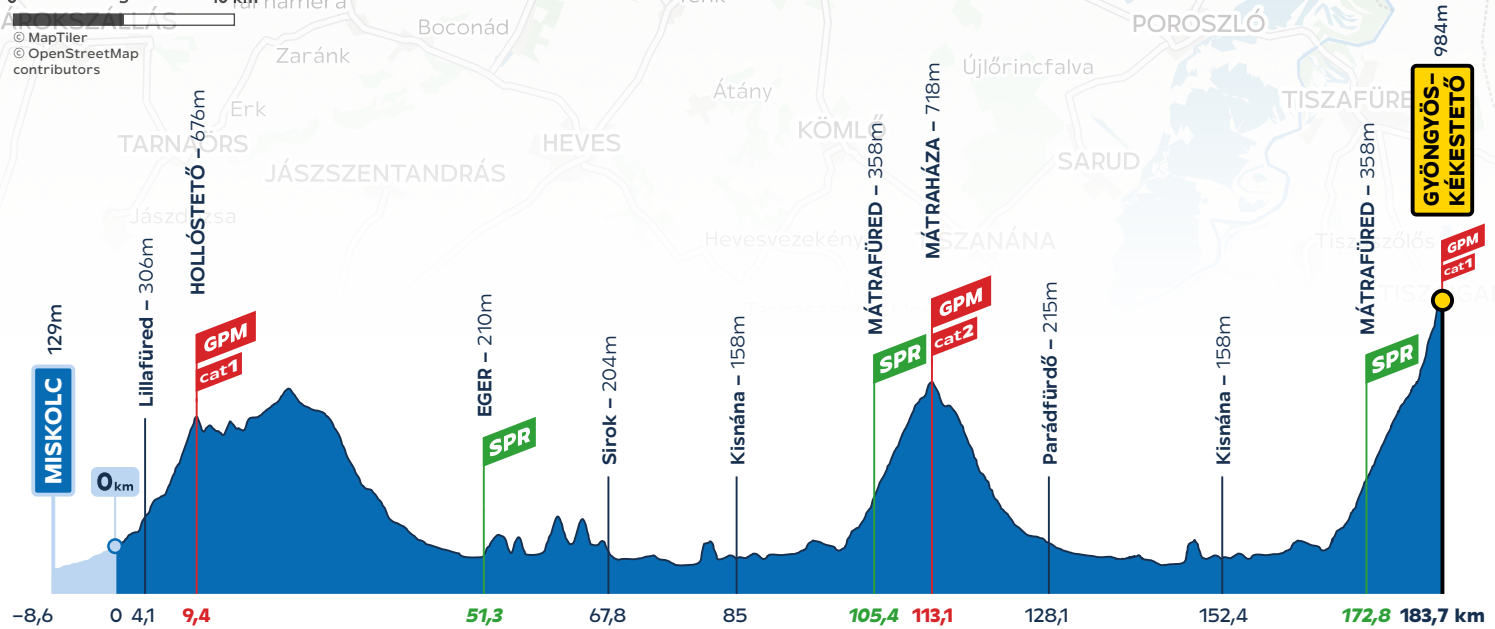 © MapTiler
© OpenStreetMap
contributors
Boconád
Zaránk
Erk
TARNAÖRS
JÁSZSZENTANDRÁS
HEVES
Átány
KÖMLŐ
POROSZLÓ
Újlőrincfalva
SARUD
Hevesvezekény
MISKOLC
129m
0km
Lillafüred – 306m
HOLLÓSTETŐ – 676m
GPM
cat1
EGER – 210m
SPR
Sirok – 204m
Kisnána – 158m
MÁTRAFÜRED – 358m
SPR
MÁTRAHÁZA – 718m
GPM
cat2
Parádfürdő – 215m
Kisnána – 158m
MÁTRAFÜRED – 358m
SPR
GYÖNGYÖS–
KÉKESTETŐ
984m
GPM
cat1
–8,6 0 4,1 9,4 51,3 67,8 85 105,4 113,1 128,1 152,4 172,8 183,7 km